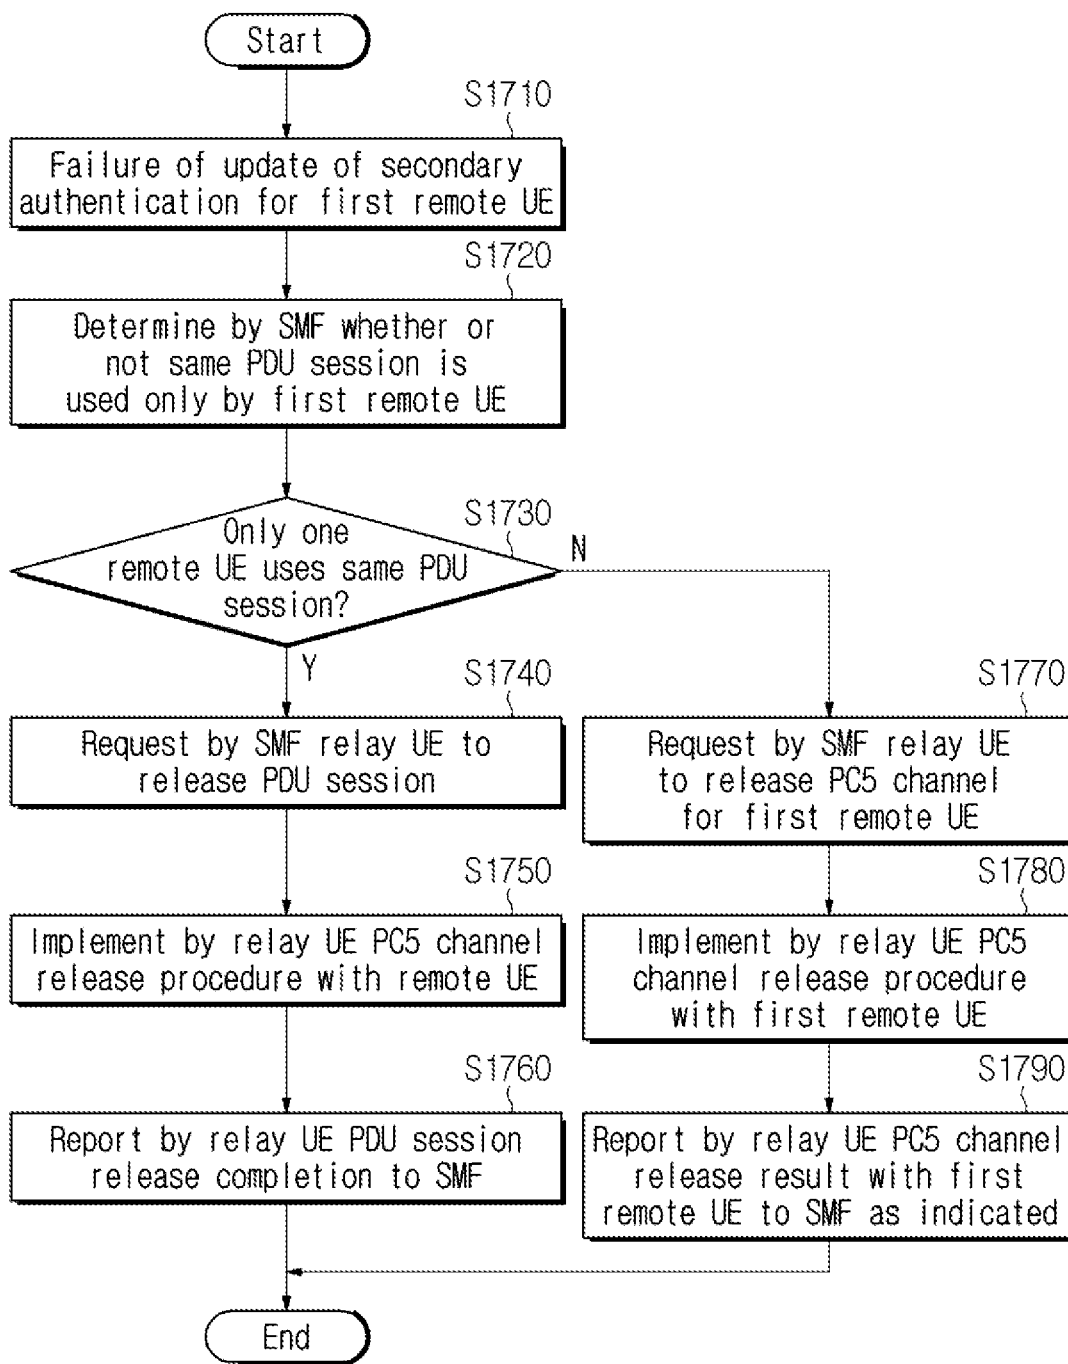 Start
S1710
Failure of update of secondary
authentication for first remote UE
S1720
Determine by SMF whether or
not same PDU session is
used only by first remote UE
S1730
Only one
remote UE uses same PDU
session?
N
Y
S1740
Request by SMF relay UE to
release PDU session
S1750
Implement by relay UE PC5 channel
release procedure with remote UE
S1760
Report by relay UE PDU session
release completion to SMF
S1770
Request by SMF relay UE
to release PC5 channel
for first remote UE
S1780
Implement by relay UE PC5
channel release procedure
with first remote UE
S1790
Report by relay UE PC5 channel
release result with first
remote UE to SMF as indicated
End